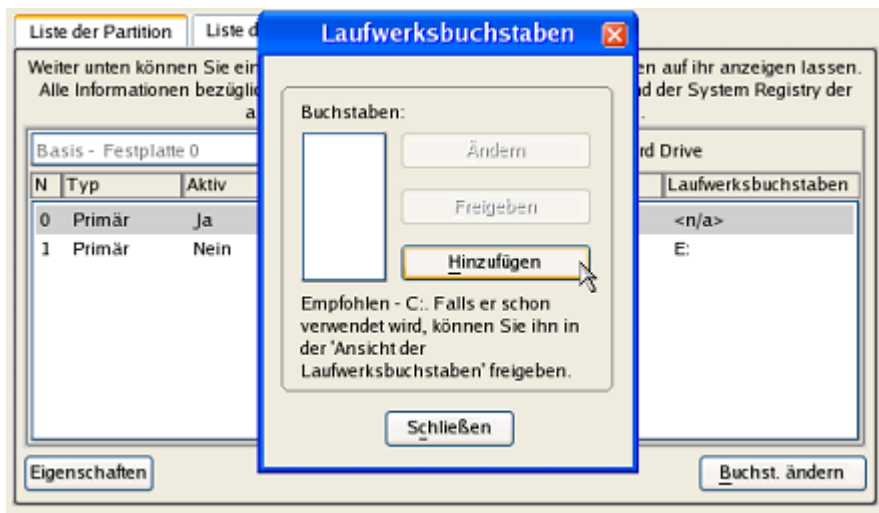 Liste der Partition
Liste d
Weiter unten können Sie ein
en auf ihr anzeigen lassen.
Alle Informationen bezüglic
nd der System Registry der
a
.
Basis - Festplatte 0
rd Drive
N Typ Aktiv Laufwerksbuchstaben
0 Primär Ja <n/a>
1 Primär Nein E:
Eigenschaften
Buchst. ändern
Laufwerksbuchstaben
Buchstaben:
Ändern
Freigeben
Hinzufügen
Empfohlen - C:. Falls er schon
verwendet wird, können Sie ihn in
der 'Ansicht der
Laufwerksbuchstaben' freigeben.
Schließen